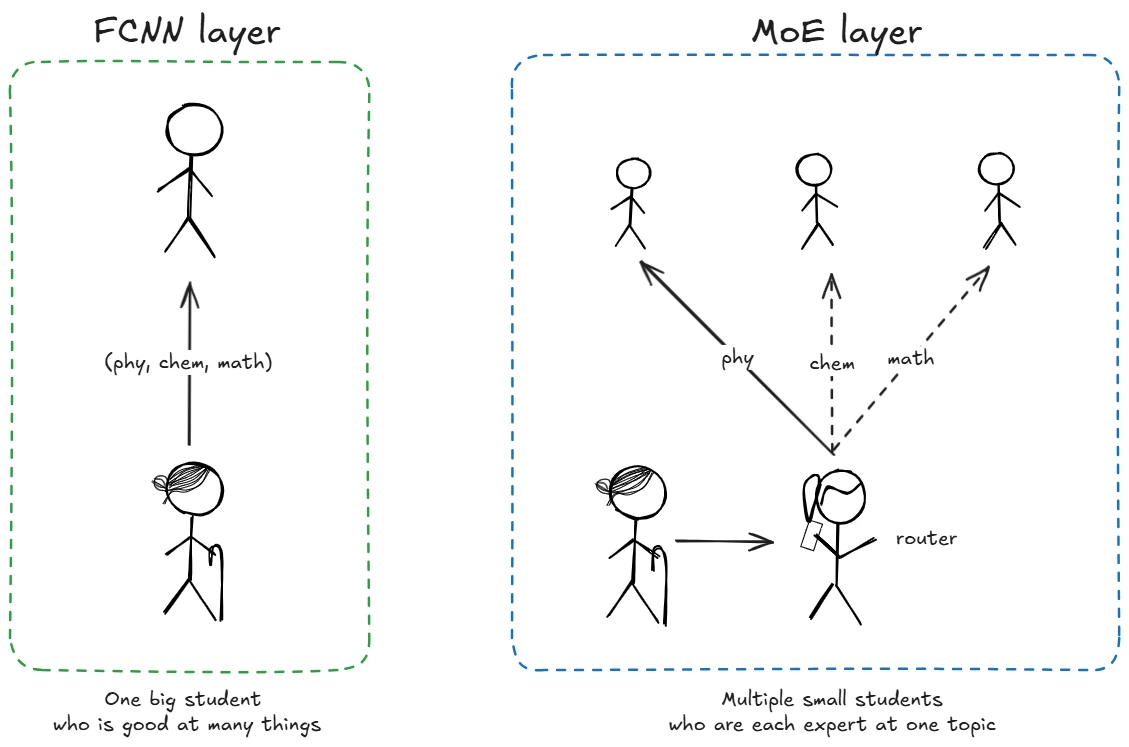 FCNN layer
(phy, chem, math)
One big student
who is good at many things
MoE layer
phy
chem
math
router
Multiple small students
who are each expert at one topic